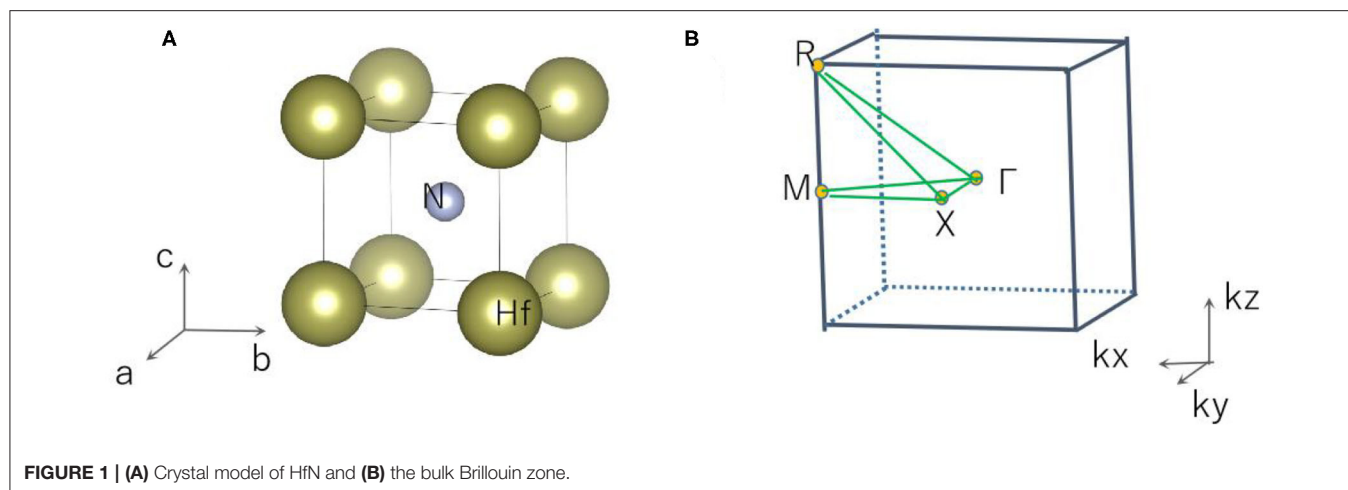 A
B
N
Hf
c
a
b
R
M
X
Γ
kz
kx
ky
FIGURE 1 | (A) Crystal model of HfN and (B) the bulk Brillouin zone.